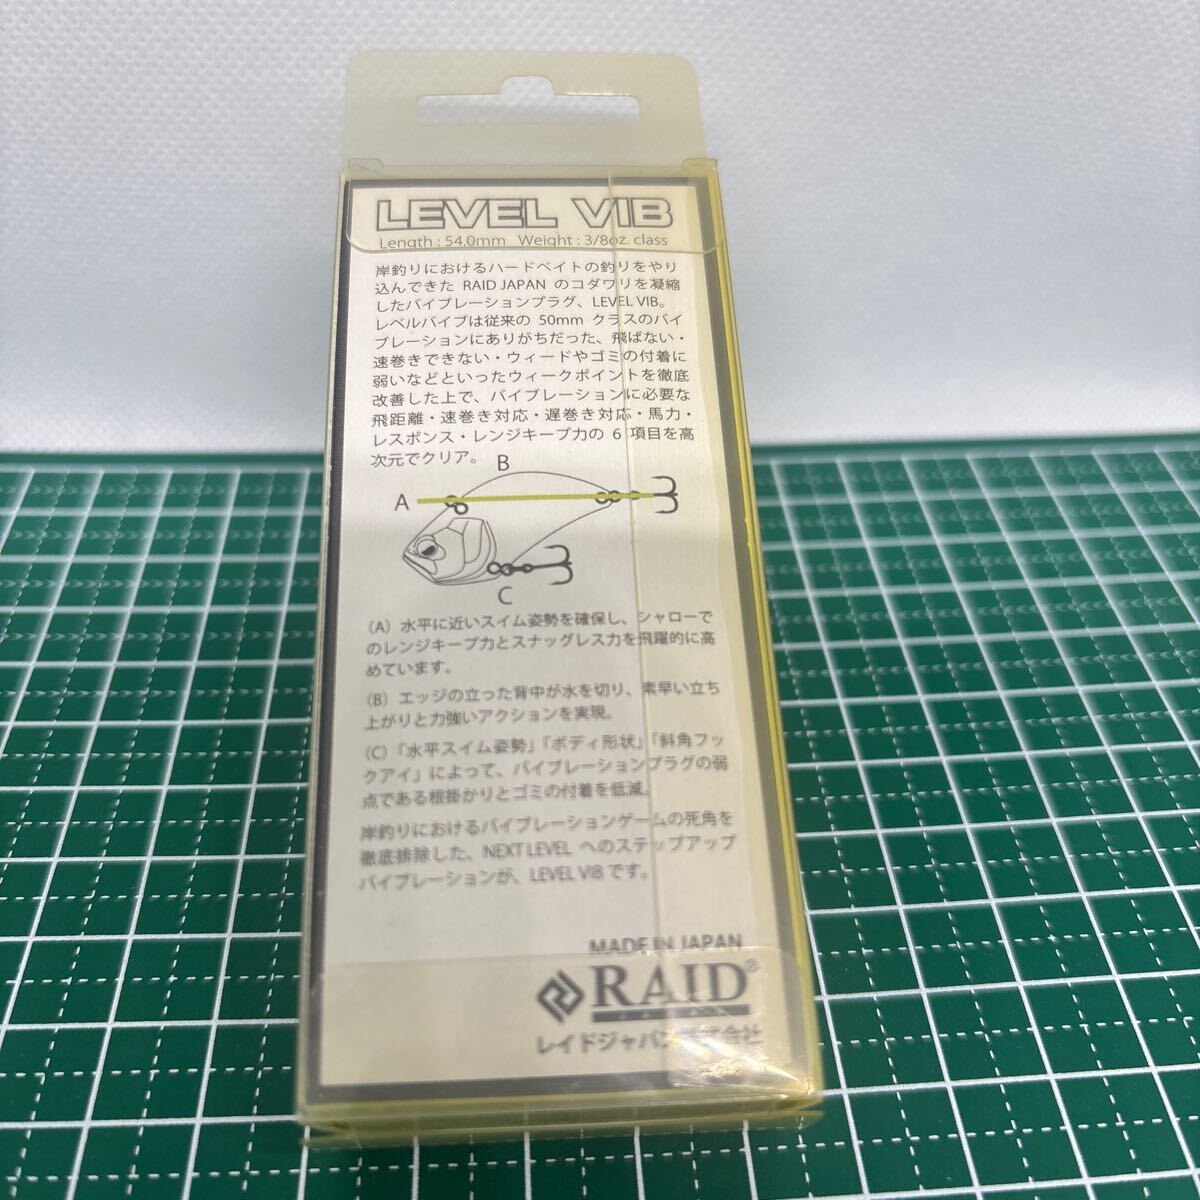 LEVEL VIB
Length : 54.0mm Weight : 3/8oz. class
岸釣りにおけるハードベイトの釣りをやり
込んできた RAID JAPAN のコダワリを凝縮
したバイブレーションプラグ、LEVEL VIB。
レベルバイブは従来の 50mm クラスのバイ
ブレーションにありがちだった、飛ばない・
速巻きできない・ウィードやゴミの付着に
弱いなどといったウィークポイントを徹底
改善した上で、バイブレーションに必要な
飛距離・速巻き対応・遅巻き対応・馬力・
レスポンス・レンジキープ力の 6 項目を高
次元でクリア。
B
A
C
(A) 水平に近いスイム姿勢を確保し、シャローで
のレンジキープ力とスナッグレス力を飛躍的に高
めています。
(B) エッジの立った背中が水を切り、素早い立ち
上がりと力強いアクションを実現。
(C)「水平スイム姿勢」「ボディ形状」「斜角フッ
クアイ」によって、バイブレーションプラグの弱
点である根掛かりとゴミの付着を低減。
岸釣りにおけるバイブレーションゲームの死角を
徹底排除した、NEXT LEVEL へのステップアップ
バイブレーションが、LEVEL VIB です。
MADE IN JAPAN
RAID®
JAPAN
レイドジャパン株式会社